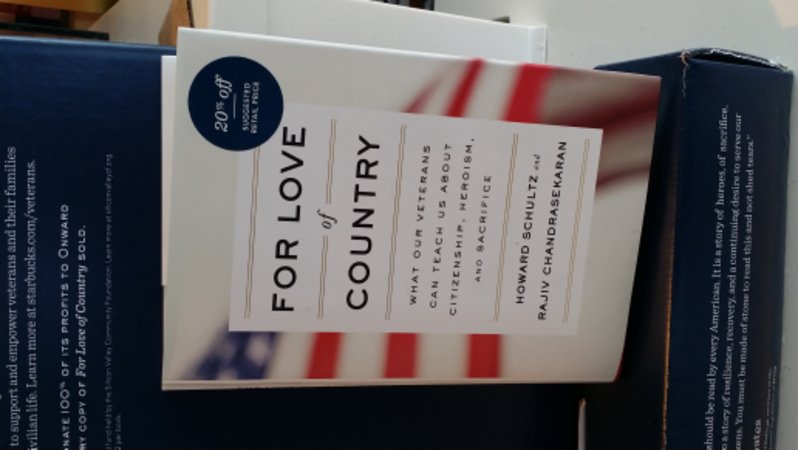 20% off
SUGGESTED
RETAIL PRICE
FOR LOVE
of
COUNTRY
WHAT OUR VETERANS
CAN TEACH US ABOUT
CITIZENSHIP, HEROISM,
AND SACRIFICE
HOWARD SCHULTZ and
RAJIV CHANDRASEKARAN
to support and empower veterans and their families
ivilian life. Learn more at starbucks.com/veterans.
ONATE 100% OF ITS PROFITS TO ONWARD
RY COPY OF For Love of Country SOLD.
should be read by every American. It is a story of heroes, of sacrifice,
o a story of resilience, recovery, and a continuing desire to serve our
zens. You must be made of stone to read this and not shed tears."